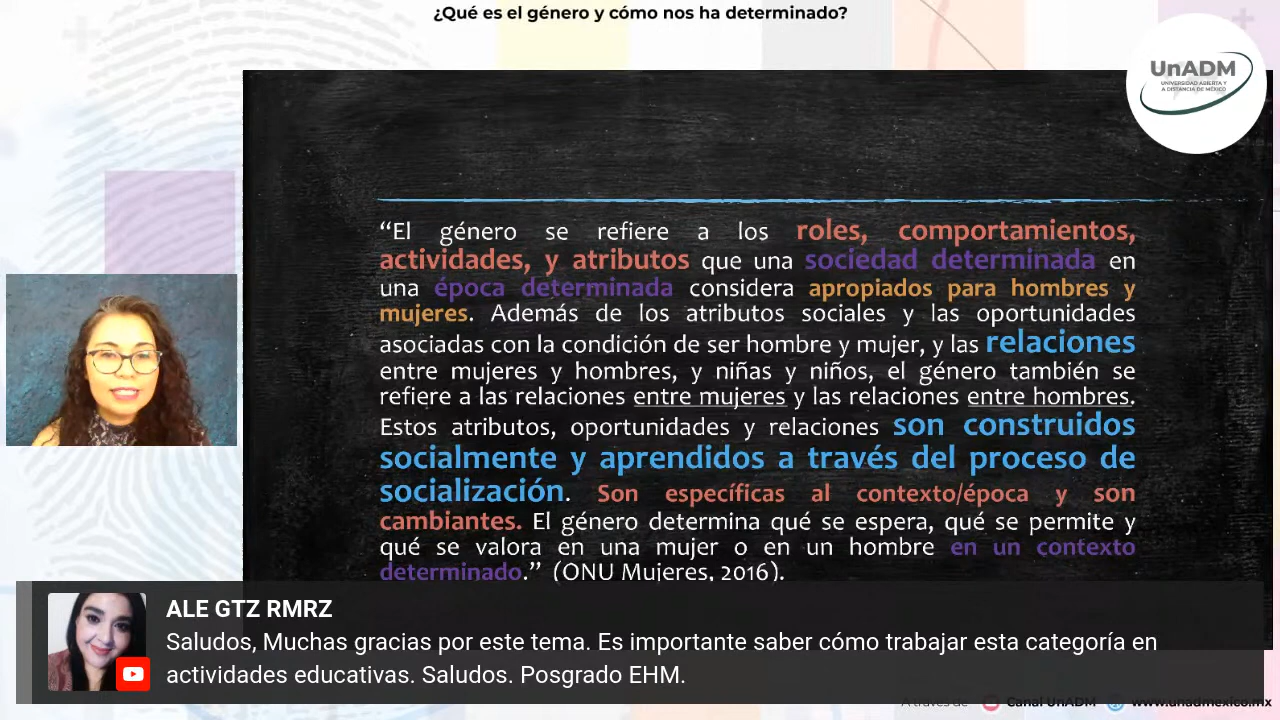 ¿Qué es el género y cómo nos ha determinado?
UnADM
UNIVERSIDAD ABIERTA Y
A DISTANCIA DE MÉXICO
“El género se refiere a los roles, comportamientos,
actividades, y atributos que una sociedad determinada en
una época determinada considera apropiados para hombres y
mujeres. Además de los atributos sociales y las oportunidades
asociadas con la condición de ser hombre y mujer, y las relaciones
entre mujeres y hombres, y niñas y niños, el género también se
refiere a las relaciones entre mujeres y las relaciones entre hombres.
Estos atributos, oportunidades y relaciones son construidos
socialmente y aprendidos a través del proceso de
socialización. Son específicas al contexto/época y son
cambiantes. El género determina qué se espera, qué se permite y
qué se valora en una mujer o en un hombre en un contexto
determinado.” (ONU Mujeres, 2016).
ALE GTZ RMRZ
Saludos, Muchas gracias por este tema. Es importante saber cómo trabajar esta categoría en
actividades educativas. Saludos. Posgrado EHM.
A través de Canal UnADM www.unadmexico.mx